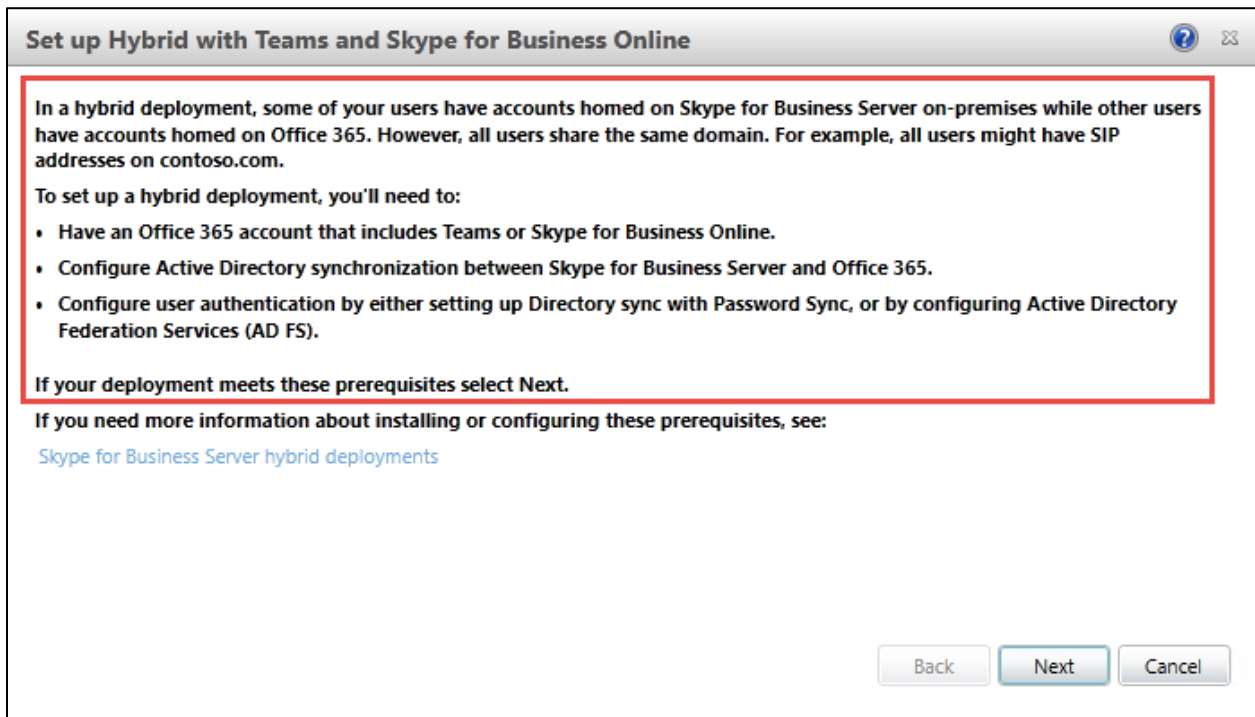 Set up Hybrid with Teams and Skype for Business Online
In a hybrid deployment, some of your users have accounts homed on Skype for Business Server on-premises while other users
have accounts homed on Office 365. However, all users share the same domain. For example, all users might have SIP
addresses on contoso.com.
To set up a hybrid deployment, you'll need to:
• Have an Office 365 account that includes Teams or Skype for Business Online.
• Configure Active Directory synchronization between Skype for Business Server and Office 365.
• Configure user authentication by either setting up Directory sync with Password Sync, or by configuring Active Directory
Federation Services (AD FS).
If your deployment meets these prerequisites select Next.
If you need more information about installing or configuring these prerequisites, see:
Skype for Business Server hybrid deployments
Back Next Cancel